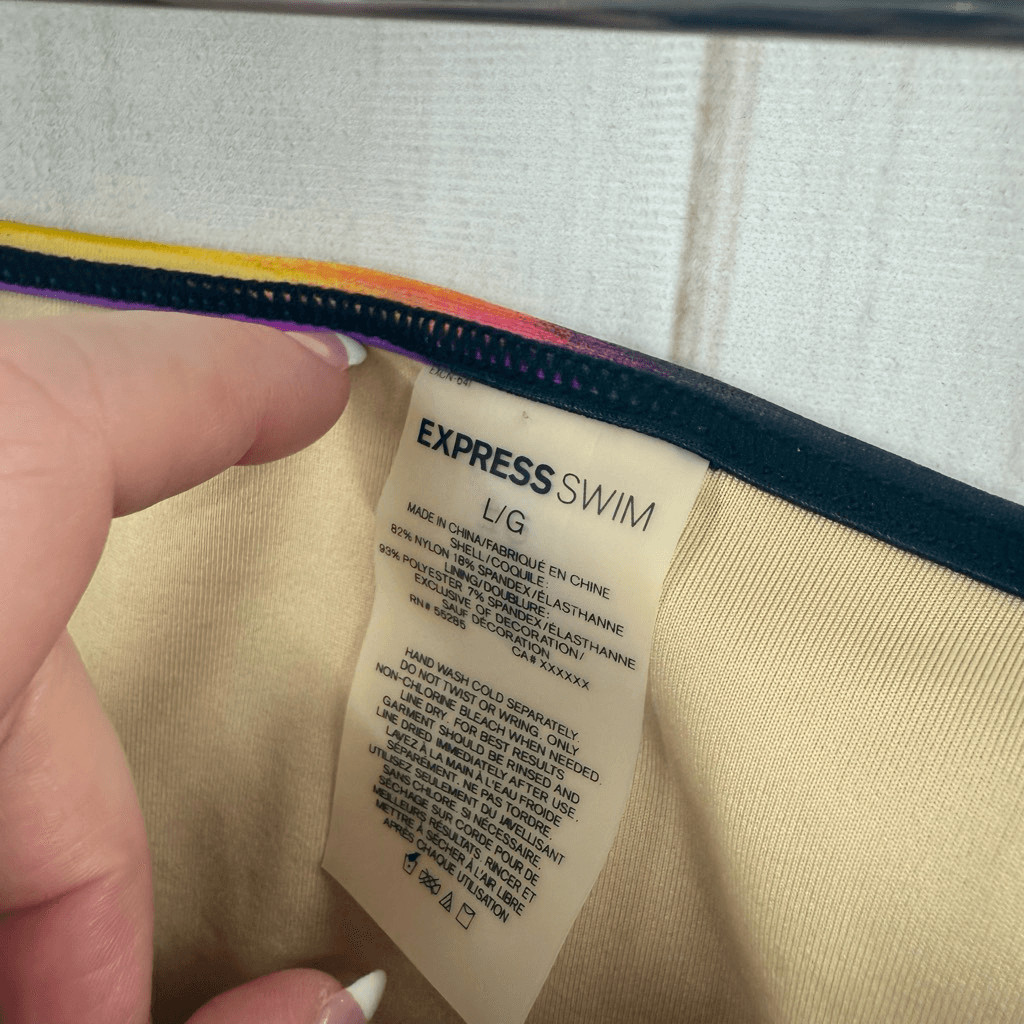 EXPRESS SWIM
L/G
MADE IN CHINA/FABRIQUÉ EN CHINE
SHELL/COQUILE:
82% NYLON 18% SPANDEX/ÉLASTHANNE
LINING/DOUBLURE:
93% POLYESTER 7% SPANDEX/ÉLASTHANNE
EXCLUSIVE OF DECORATION/
SAUF DÉCORATION
RN# 55285 CA# XXXXXX
HAND WASH COLD SEPARATELY.
DO NOT TWIST OR WRING. ONLY
NON-CHLORINE BLEACH WHEN NEEDED
LINE DRY. FOR BEST RESULTS
GARMENT SHOULD BE RINSED AND
LINE DRIED IMMEDIATELY AFTER USE.
LAVEZ À LA MAIN À L'EAU FROIDE
SÉPARÉMENT. NE PAS TORDRE.
UTILISEZ SEULEMENT DU JAVELLISANT
SANS CHLORE, SI NÉCESSAIRE.
SÉCHAGE SUR CORDE POUR DE
MEILLEURS RÉSULTATS, RINCER ET
METTRE À SÉCHER À L'AIR LIBRE
APRÈS CHAQUE UTILISATION